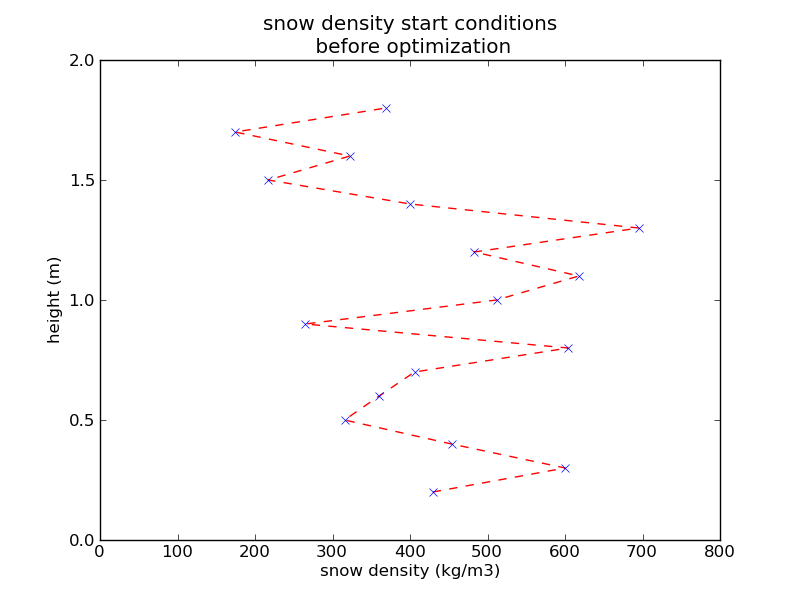 snow density start conditions
before optimization
2.0
1.5
1.0
0.5
0.0
height (m)
0 100 200 300 400 500 600 700 800
snow density (kg/m3)